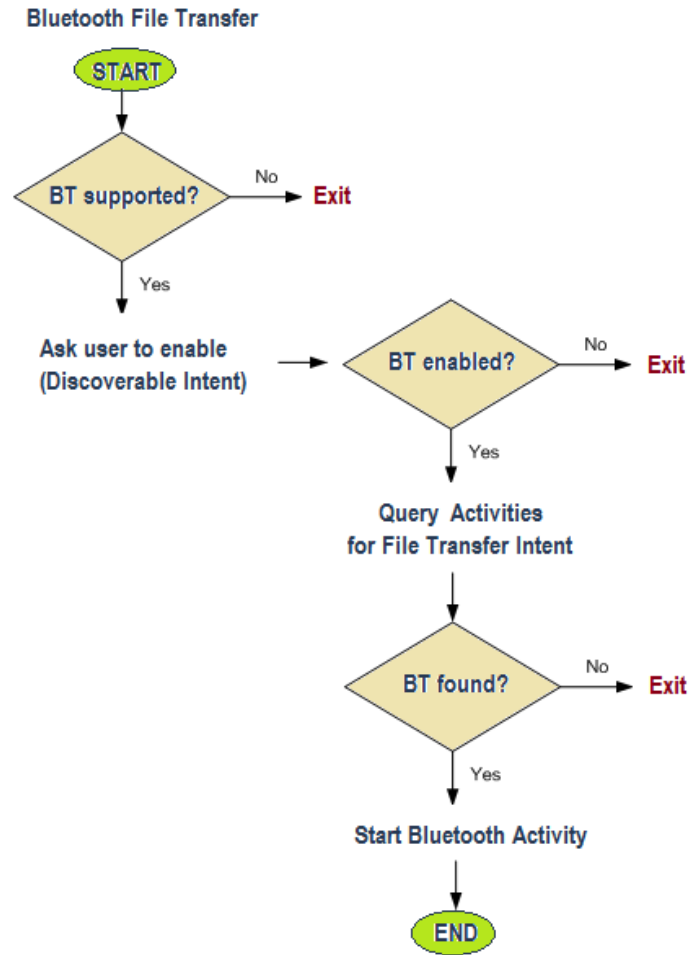 Bluetooth File Transfer
START
BT supported?
No
Exit
Yes
Ask user to enable
(Discoverable Intent)
BT enabled?
No
Exit
Yes
Query Activities
for File Transfer Intent
BT found?
No
Exit
Yes
Start Bluetooth Activity
END